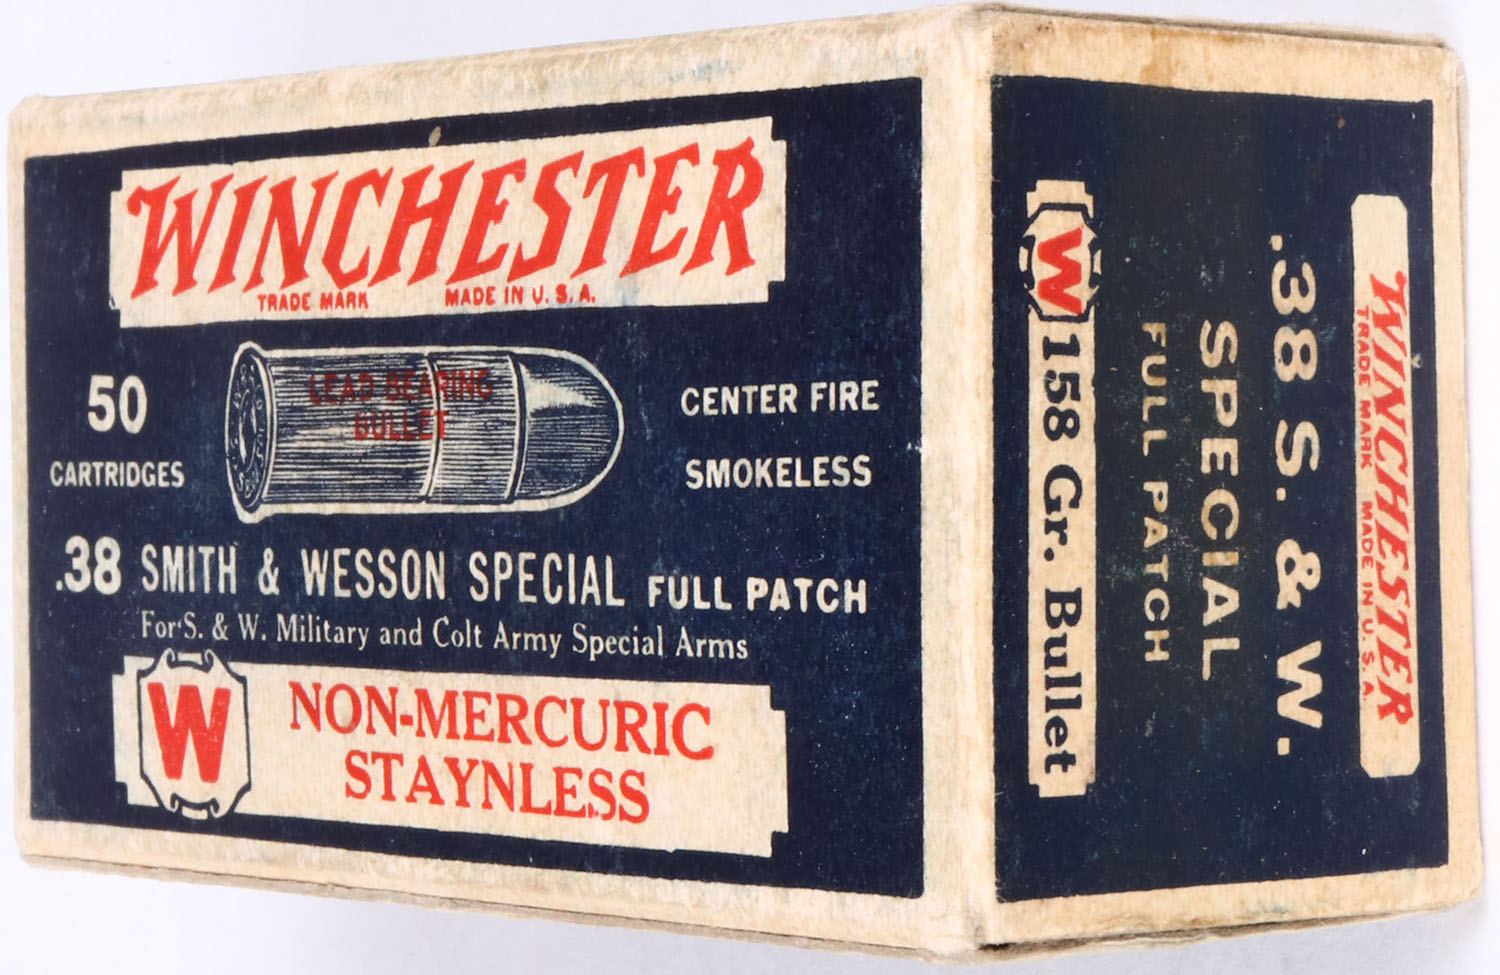 WINCHESTER
TRADE MARK MADE IN U. S. A.
50
CARTRIDGES
LEAD BEARING
BULLET
CENTER FIRE
SMOKELESS
.38 SMITH & WESSON SPECIAL FULL PATCH
For S. & W. Military and Colt Army Special Arms
W
NON-MERCURIC
STAYNLESS
WINCHESTER
TRADE MARK MADE IN U. S. A.
.38 S. & W.
SPECIAL
FULL PATCH
W 158 Gr. Bullet